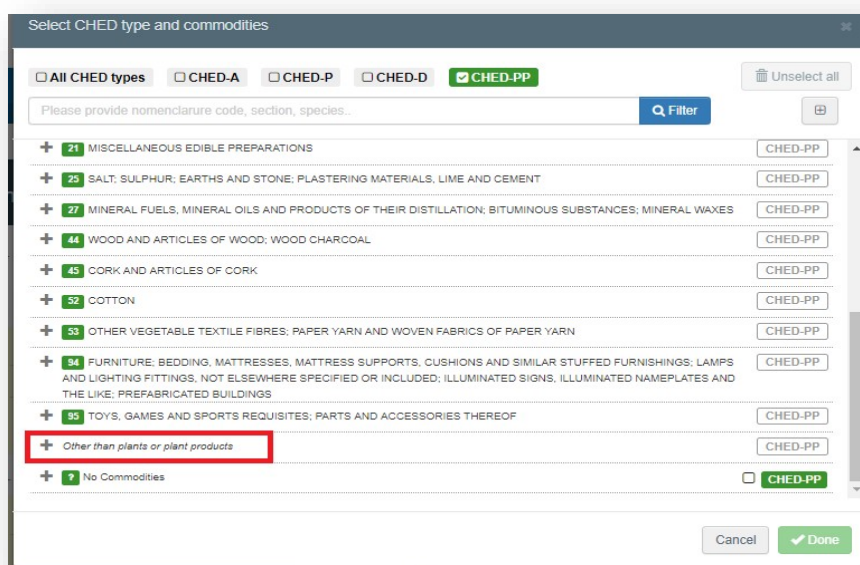 Select CHED type and commodities
All CHED types CHED-A CHED-P CHED-D CHED-PP Unselect all
Please provide nomenclarure code, section, species.. Filter
21 MISCELLANEOUS EDIBLE PREPARATIONS CHED-PP
25 SALT; SULPHUR; EARTHS AND STONE; PLASTERING MATERIALS, LIME AND CEMENT CHED-PP
27 MINERAL FUELS, MINERAL OILS AND PRODUCTS OF THEIR DISTILLATION; BITUMINOUS SUBSTANCES; MINERAL WAXES CHED-PP
44 WOOD AND ARTICLES OF WOOD; WOOD CHARCOAL CHED-PP
45 CORK AND ARTICLES OF CORK CHED-PP
52 COTTON CHED-PP
53 OTHER VEGETABLE TEXTILE FIBRES; PAPER YARN AND WOVEN FABRICS OF PAPER YARN CHED-PP
94 FURNITURE; BEDDING, MATTRESSES, MATTRESS SUPPORTS, CUSHIONS AND SIMILAR STUFFED FURNISHINGS; LAMPS CHED-PP
AND LIGHTING FITTINGS, NOT ELSEWHERE SPECIFIED OR INCLUDED; ILLUMINATED SIGNS, ILLUMINATED NAMEPLATES AND
THE LIKE; PREFABRICATED BUILDINGS
95 TOYS, GAMES AND SPORTS REQUISITES; PARTS AND ACCESSORIES THEREOF CHED-PP
Other than plants or plant products CHED-PP
? No Commodities CHED-PP
Cancel Done